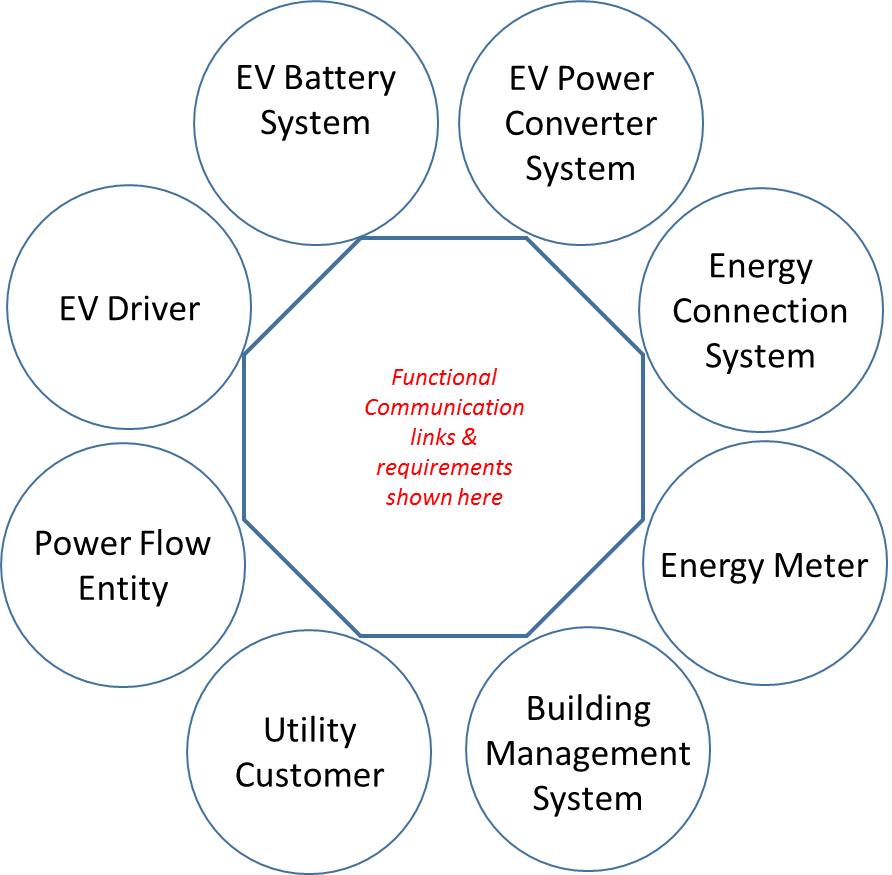 EV Battery
System
EV Power
Converter
System
EV Driver
Energy
Connection
System
Functional
Communication
links &
requirements
shown here
Power Flow
Entity
Energy Meter
Utility
Customer
Building
Management
System